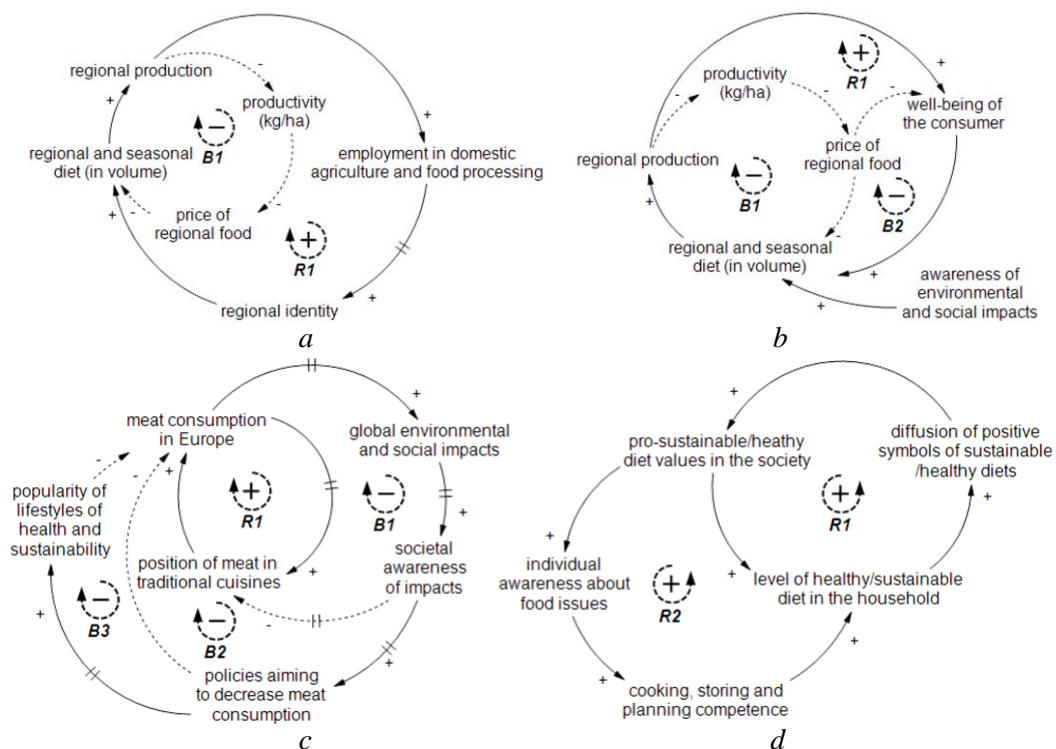 regional production
-
productivity
(kg/ha)
+
+
B1
regional and seasonal
diet (in volume)
employment in domestic
agriculture and food processing
-
+
-
price of
regional food
R1
+
regional identity
a
R1
+
productivity
(kg/ha)
-
-
-
well-being of
the consumer
regional production
price of
regional food
B1
B2
+
-
regional and seasonal
diet (in volume)
+
awareness of
environmental
and social impacts
+
b
+
meat consumption
in Europe
global environmental
and social impacts
-
-
+
popularity of
lifestyles of
health and
sustainability
R1
B1
+
position of meat in
traditional cuisines
+
societal
awareness
of impacts
-
B3
B2
+
+
policies aiming
to decrease meat
consumption
c
+
pro-sustainable/heathy
diet values in the society
diffusion of positive
symbols of sustainable
/healthy diets
R1
+
+
+
individual
awareness about
food issues
R2
level of healthy/sustainable
diet in the household
+
+
cooking, storing and
planning competence
d